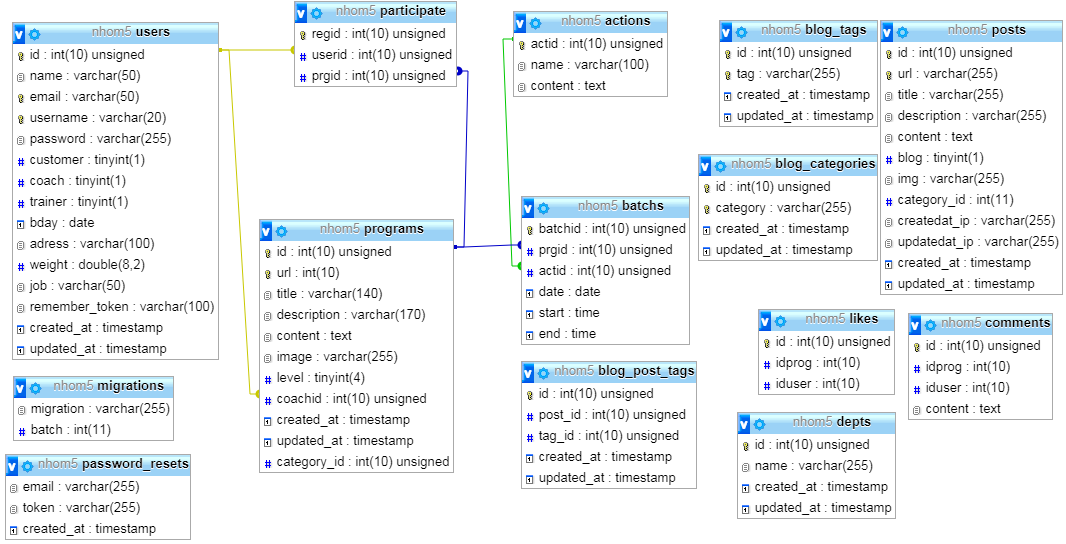 nhom5 users
id : int(10) unsigned
name : varchar(50)
email : varchar(50)
username : varchar(20)
password : varchar(255)
customer : tinyint(1)
coach : tinyint(1)
trainer : tinyint(1)
bday : date
adress : varchar(100)
weight : double(8,2)
job : varchar(50)
remember_token : varchar(100)
created_at : timestamp
updated_at : timestamp
nhom5 migrations
migration : varchar(255)
batch : int(11)
nhom5 password_resets
email : varchar(255)
token : varchar(255)
created_at : timestamp
nhom5 participate
regid : int(10) unsigned
userid : int(10) unsigned
prgid : int(10) unsigned
nhom5 programs
id : int(10) unsigned
url : int(10)
title : varchar(140)
description : varchar(170)
content : text
image : varchar(255)
level : tinyint(4)
coachid : int(10) unsigned
created_at : timestamp
updated_at : timestamp
category_id : int(10) unsigned
nhom5 actions
actid : int(10) unsigned
name : varchar(100)
content : text
nhom5 batchs
batchid : int(10) unsigned
prgid : int(10) unsigned
actid : int(10) unsigned
date : date
start : time
end : time
nhom5 blog_post_tags
id : int(10) unsigned
post_id : int(10) unsigned
tag_id : int(10) unsigned
created_at : timestamp
updated_at : timestamp
nhom5 blog_tags
id : int(10) unsigned
tag : varchar(255)
created_at : timestamp
updated_at : timestamp
nhom5 blog_categories
id : int(10) unsigned
category : varchar(255)
created_at : timestamp
updated_at : timestamp
nhom5 posts
id : int(10) unsigned
url : varchar(255)
title : varchar(255)
description : varchar(255)
content : text
blog : tinyint(1)
img : varchar(255)
category_id : int(11)
createdat_ip : varchar(255)
updatedat_ip : varchar(255)
created_at : timestamp
updated_at : timestamp
nhom5 likes
id : int(10) unsigned
idprog : int(10)
iduser : int(10)
nhom5 comments
id : int(10) unsigned
idprog : int(10)
iduser : int(10)
content : text
nhom5 depts
id : int(10) unsigned
name : varchar(255)
created_at : timestamp
updated_at : timestamp